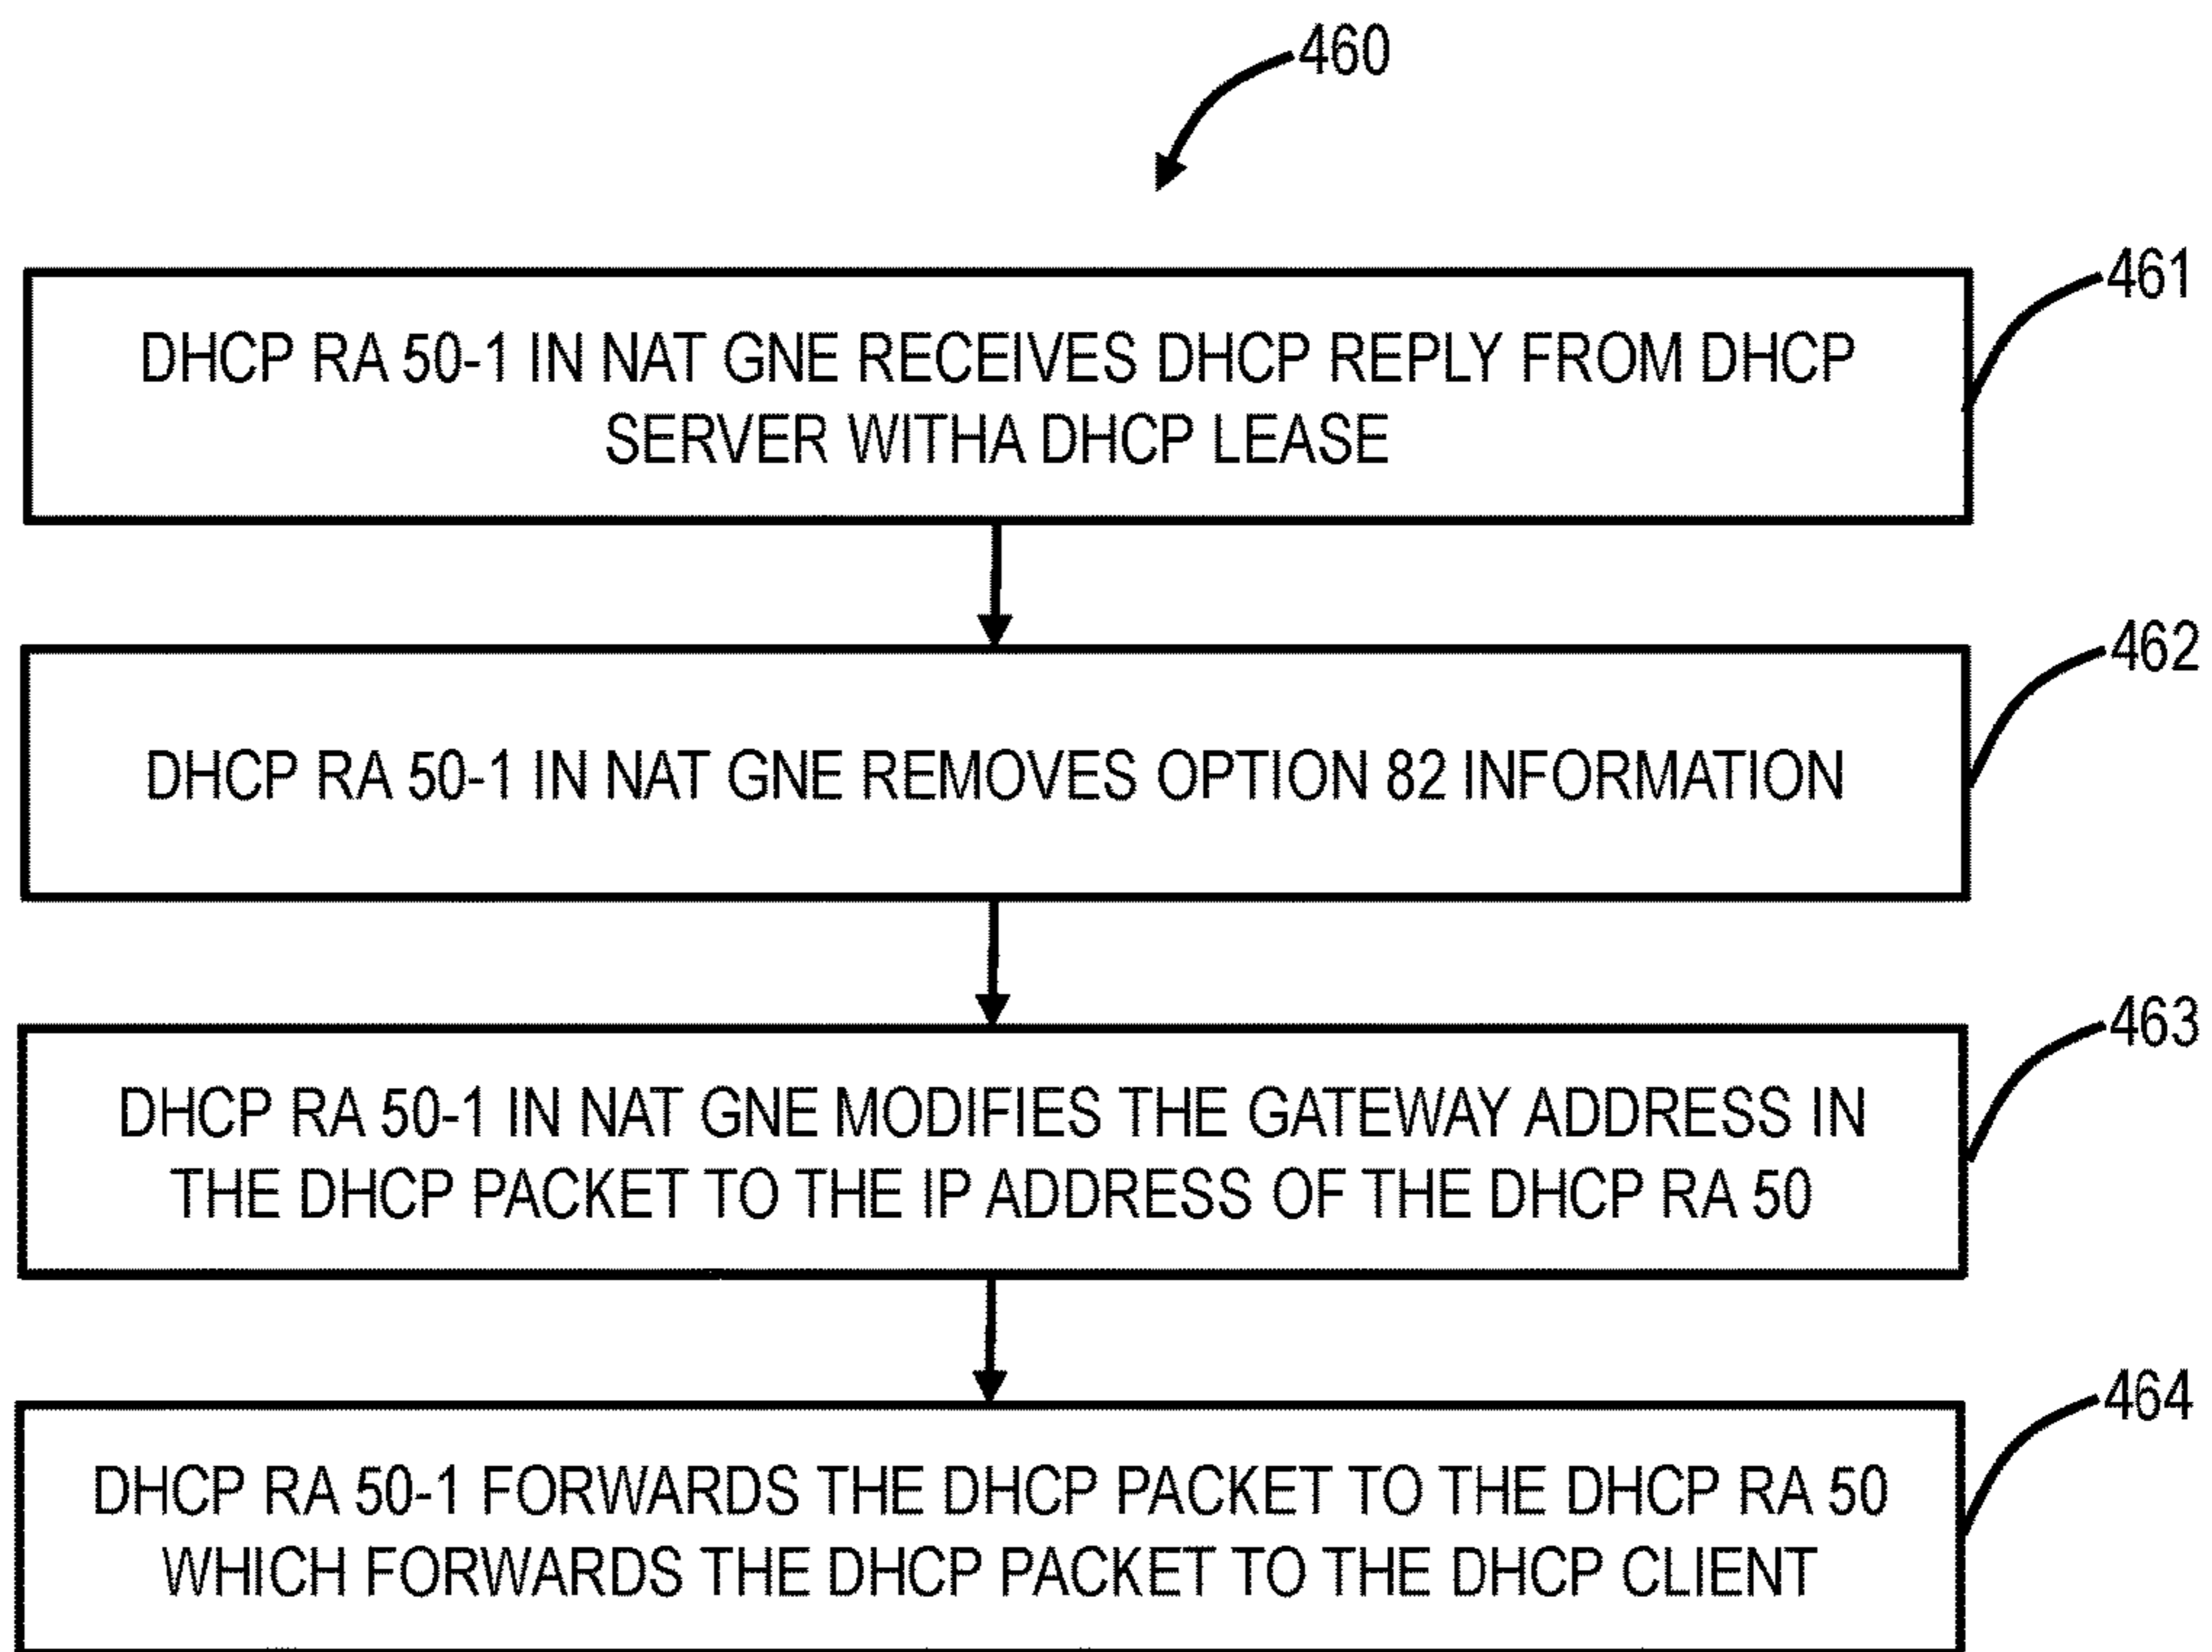 460
461
DHCP RA 50-1 IN NAT GNE RECEIVES DHCP REPLY FROM DHCP
SERVER WITHA DHCP LEASE
462
DHCP RA 50-1 IN NAT GNE REMOVES OPTION 82 INFORMATION
463
DHCP RA 50-1 IN NAT GNE MODIFIES THE GATEWAY ADDRESS IN
THE DHCP PACKET TO THE IP ADDRESS OF THE DHCP RA 50
464
DHCP RA 50-1 FORWARDS THE DHCP PACKET TO THE DHCP RA 50
WHICH FORWARDS THE DHCP PACKET TO THE DHCP CLIENT